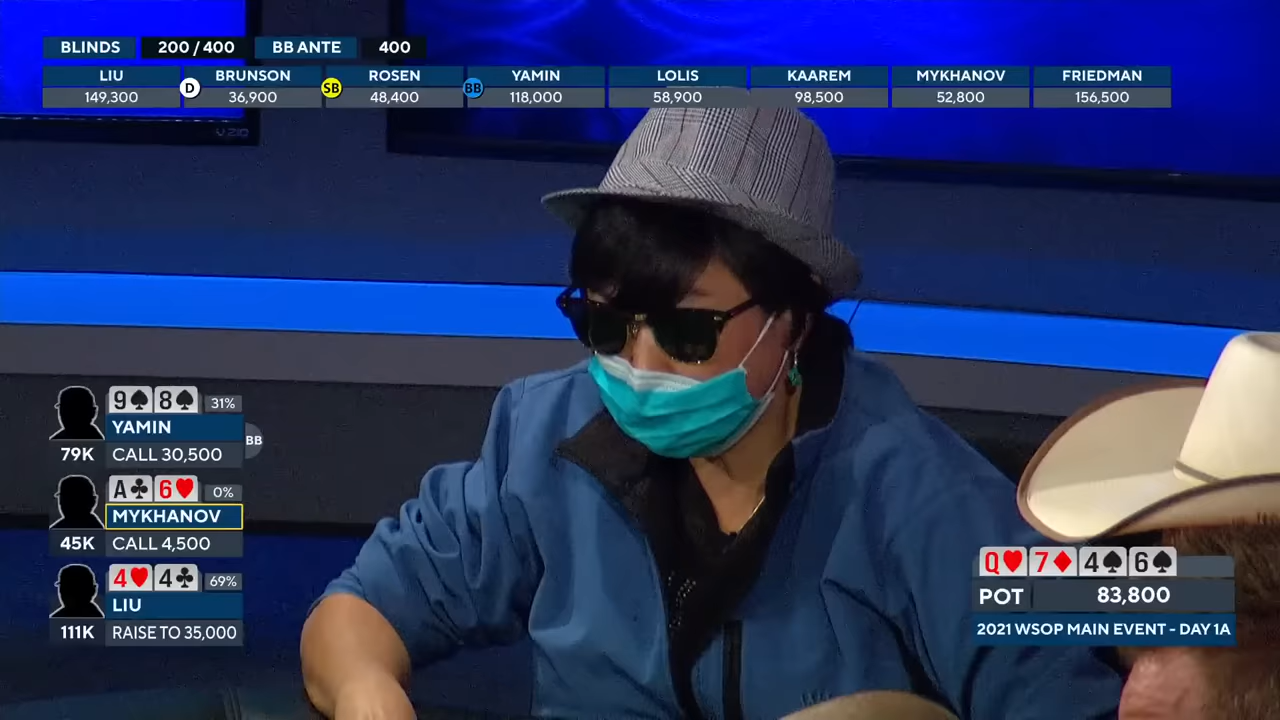 BLINDS 200 / 400 BB ANTE 400
LIU BRUNSON ROSEN YAMIN LOLIS KAAREM MYKHANOV FRIEDMAN
D SB BB
149,300 36,900 48,400 118,000 58,900 98,500 52,800 156,500
VIZIO
9♠ 8♠ 31%
YAMIN
BB
79K CALL 30,500
A♣ 6♥ 0%
MYKHANOV
45K CALL 4,500
4♥ 4♣ 69%
LIU
111K RAISE TO 35,000
Q♥ 7♦ 4♠ 6♠
POT 83,800
2021 WSOP MAIN EVENT - DAY 1A